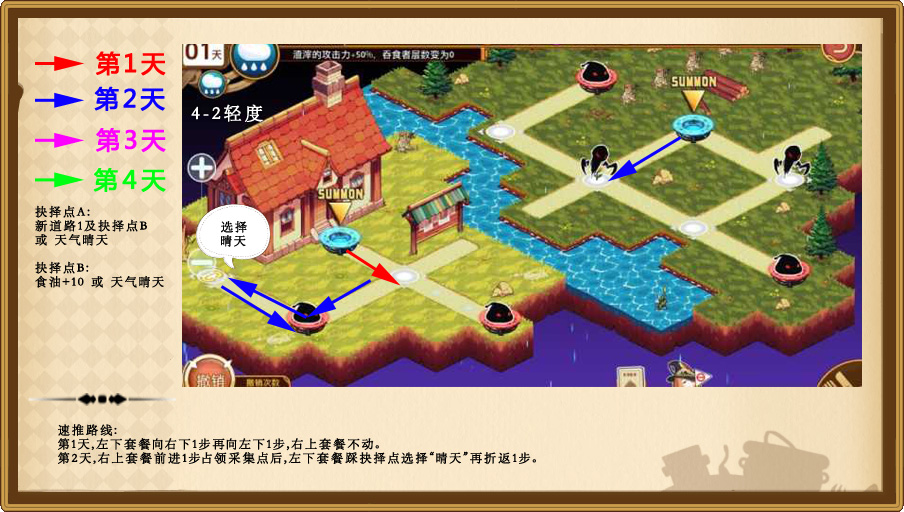 第1天
第2天
第3天
第4天
抉择点A:
新道路1及抉择点B
或 天气晴天
抉择点B:
食油+10 或 天气晴天
01天
渣滓的攻击力+50%，吞食者层数变为0
4-2轻度
SUMMON
SUMMON
选择
晴天
撤销
撤销次数
速推路线:
第1天,左下套餐向右下1步再向左下1步,右上套餐不动。
第2天,右上套餐前进1步占领采集点后,左下套餐踩抉择点选择“晴天”再折返1步。